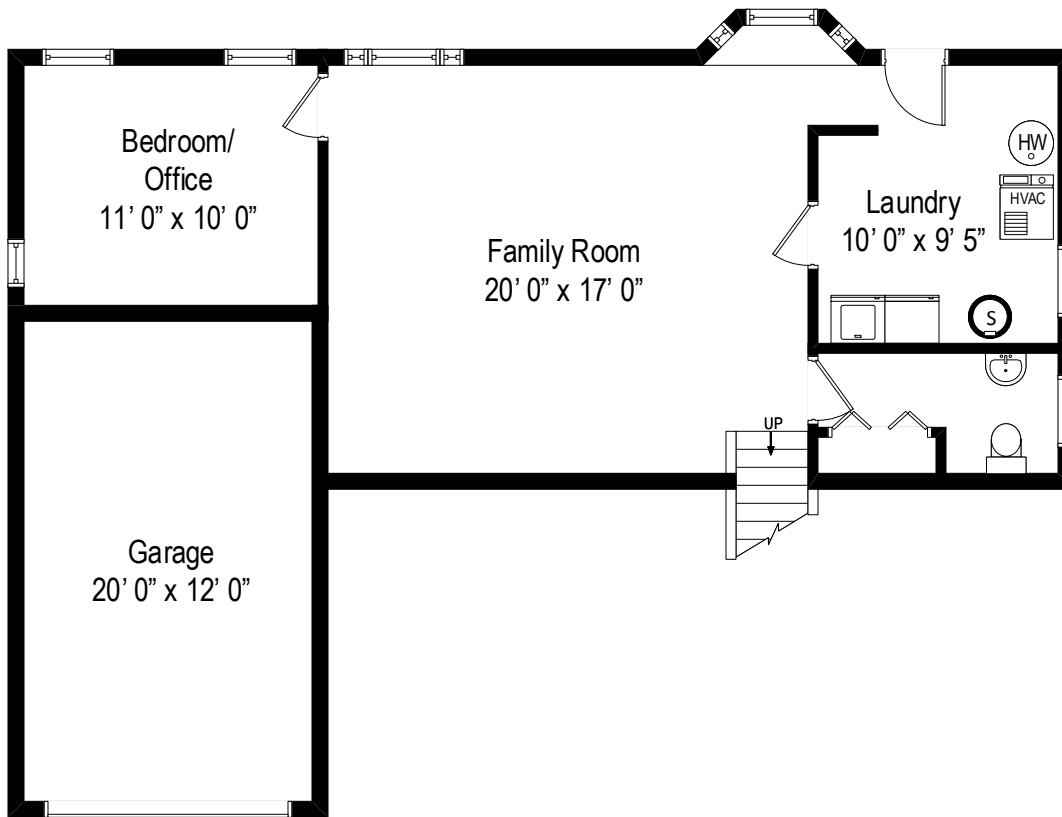 Bedroom/
Office
11’ 0” x 10’ 0”
Family Room
20’ 0” x 17’ 0”
HW
HVAC
Laundry
10’ 0” x 9’ 5”
S
UP
Garage
20’ 0” x 12’ 0”